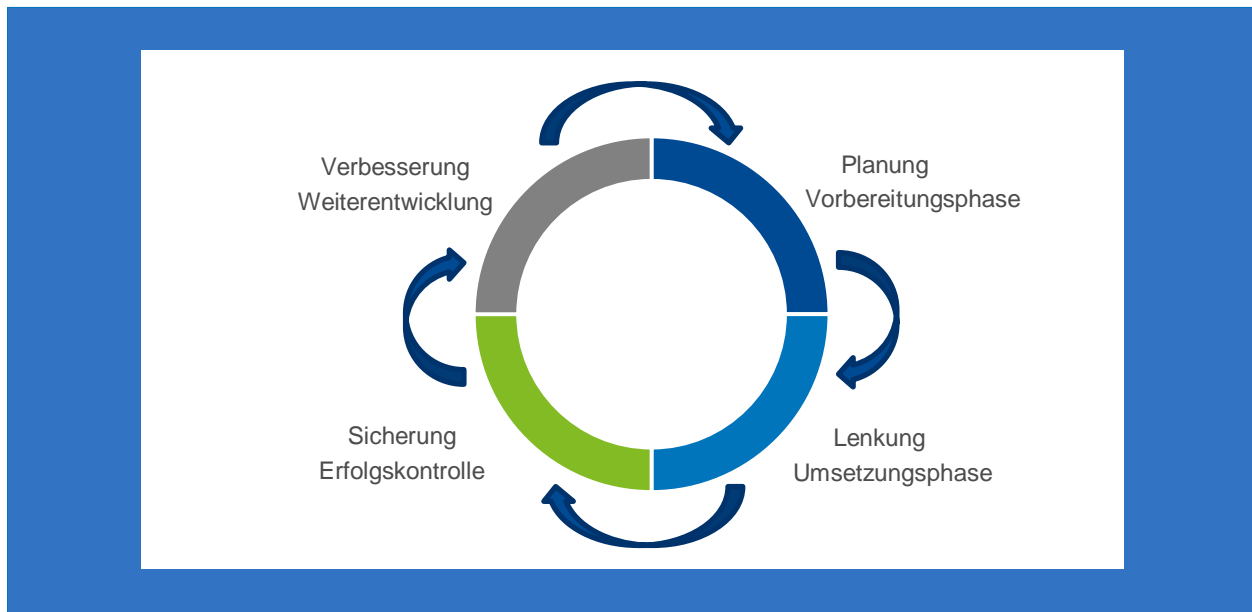 Verbesserung
Weiterentwicklung
Planung
Vorbereitungsphase
Sicherung
Erfolgskontrolle
Lenkung
Umsetzungsphase